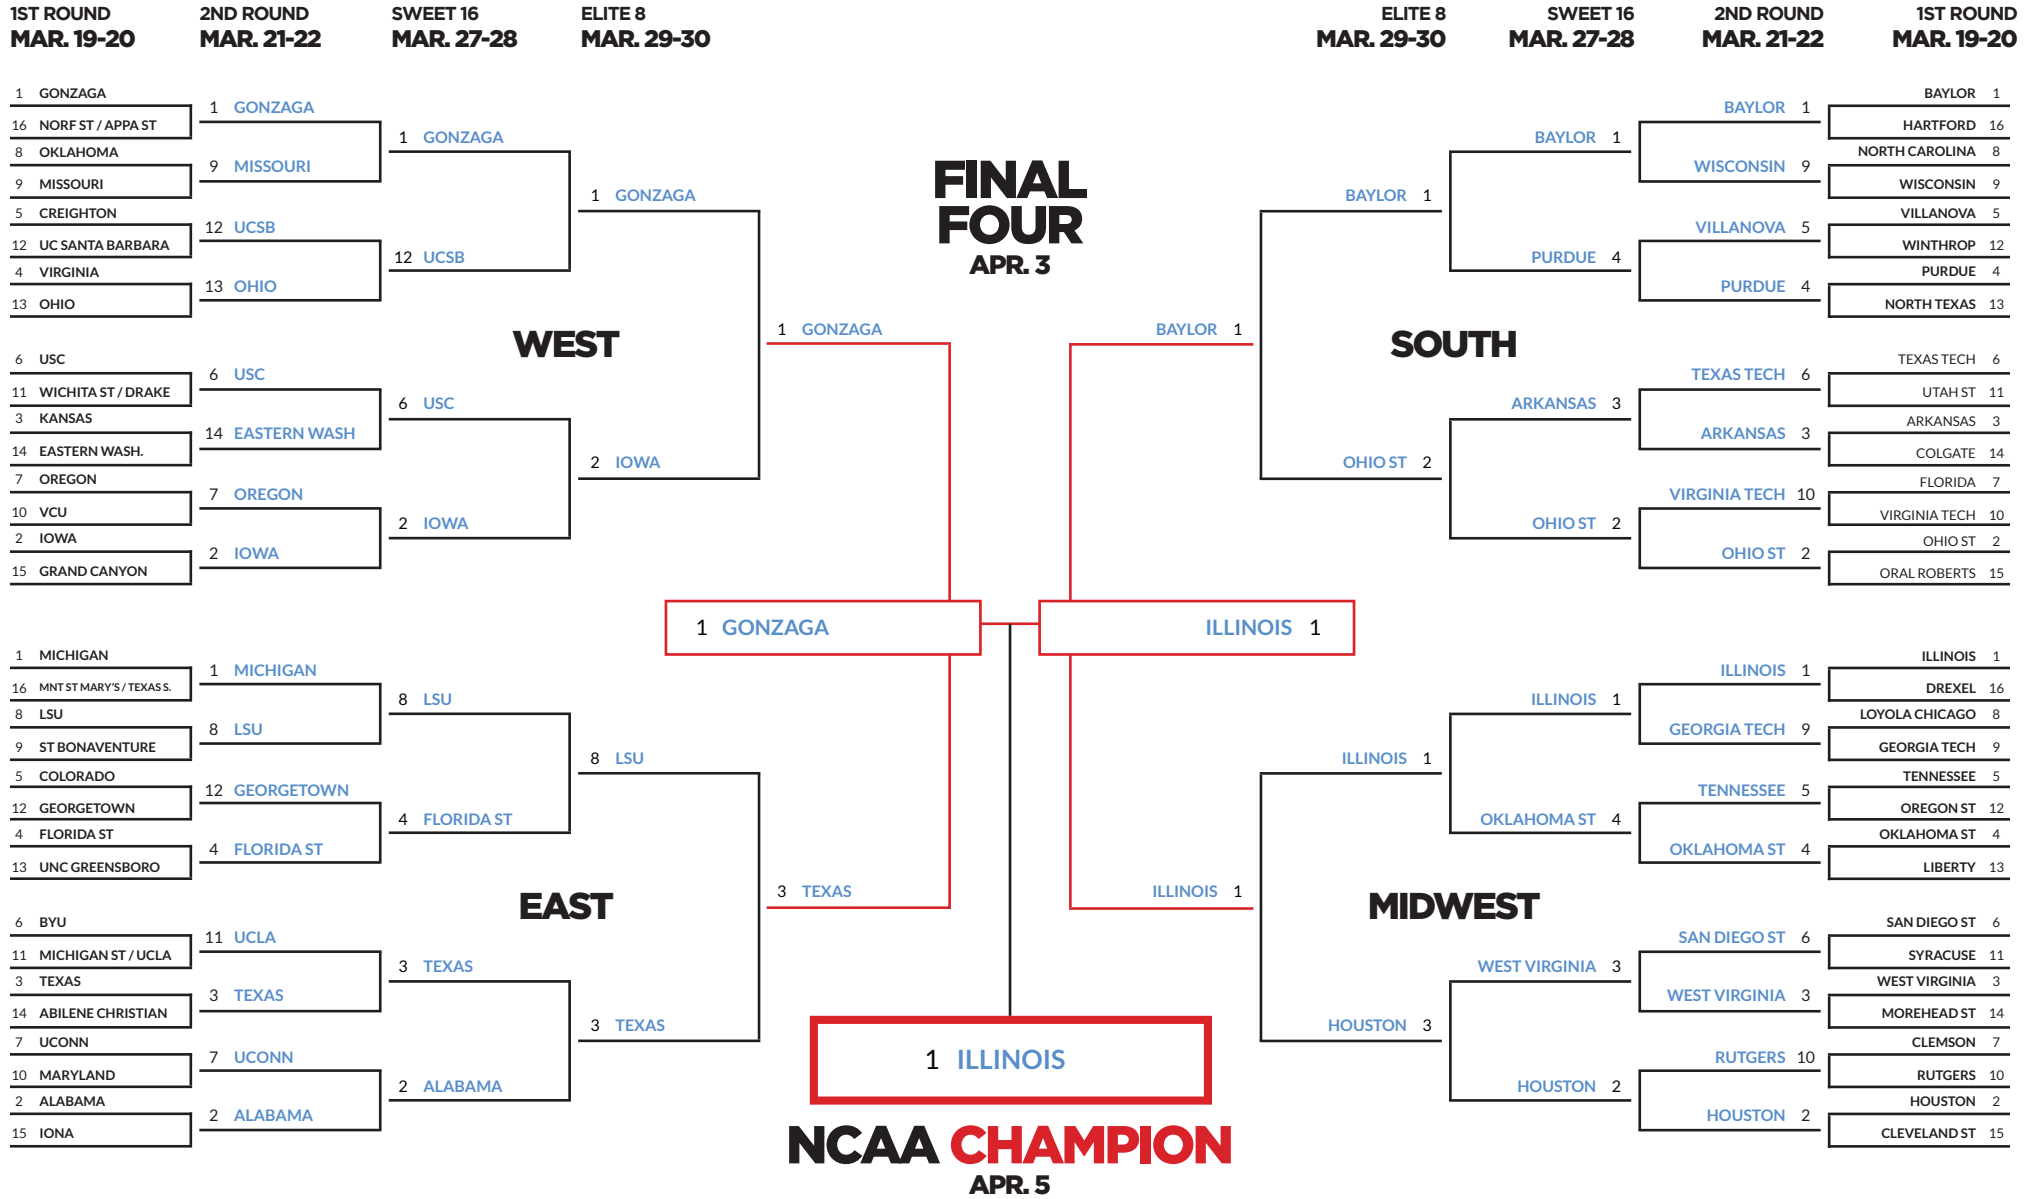 1ST ROUND
MAR. 19-20
2ND ROUND
MAR. 21-22
SWEET 16
MAR. 27-28
ELITE 8
MAR. 29-30
ELITE 8
MAR. 29-30
SWEET 16
MAR. 27-28
2ND ROUND
MAR. 21-22
1ST ROUND
MAR. 19-20
1 GONZAGA
16 NORF ST / APPA ST
8 OKLAHOMA
9 MISSOURI
5 CREIGHTON
12 UC SANTA BARBARA
4 VIRGINIA
13 OHIO
6 USC
11 WICHITA ST / DRAKE
3 KANSAS
14 EASTERN WASH.
7 OREGON
10 VCU
2 IOWA
15 GRAND CANYON
1 GONZAGA
9 MISSOURI
12 UCSB
13 OHIO
6 USC
14 EASTERN WASH
7 OREGON
2 IOWA
1 GONZAGA
12 UCSB
6 USC
2 IOWA
1 GONZAGA
2 IOWA
WEST
1 GONZAGA
1 MICHIGAN
16 MNT ST MARY'S / TEXAS S.
8 LSU
9 ST BONAVENTURE
5 COLORADO
12 GEORGETOWN
4 FLORIDA ST
13 UNC GREENSBORO
6 BYU
11 MICHIGAN ST / UCLA
3 TEXAS
14 ABILENE CHRISTIAN
7 UCONN
10 MARYLAND
2 ALABAMA
15 IONA
1 MICHIGAN
8 LSU
12 GEORGETOWN
4 FLORIDA ST
11 UCLA
3 TEXAS
7 UCONN
2 ALABAMA
8 LSU
4 FLORIDA ST
3 TEXAS
2 ALABAMA
8 LSU
3 TEXAS
EAST
3 TEXAS
FINAL
FOUR
APR. 3
1 GONZAGA
ILLINOIS 1
1 ILLINOIS
NCAA CHAMPION
APR. 5
BAYLOR 1
SOUTH
BAYLOR 1
OHIO ST 2
BAYLOR 1
PURDUE 4
ARKANSAS 3
OHIO ST 2
BAYLOR 1
WISCONSIN 9
VILLANOVA 5
PURDUE 4
TEXAS TECH 6
ARKANSAS 3
VIRGINIA TECH 10
OHIO ST 2
BAYLOR 1
HARTFORD 16
NORTH CAROLINA 8
WISCONSIN 9
VILLANOVA 5
WINTHROP 12
PURDUE 4
NORTH TEXAS 13
TEXAS TECH 6
UTAH ST 11
ARKANSAS 3
COLGATE 14
FLORIDA 7
VIRGINIA TECH 10
OHIO ST 2
ORAL ROBERTS 15
ILLINOIS 1
MIDWEST
ILLINOIS 1
HOUSTON 3
ILLINOIS 1
OKLAHOMA ST 4
WEST VIRGINIA 3
HOUSTON 2
ILLINOIS 1
GEORGIA TECH 9
TENNESSEE 5
OKLAHOMA ST 4
SAN DIEGO ST 6
WEST VIRGINIA 3
RUTGERS 10
HOUSTON 2
ILLINOIS 1
DREXEL 16
LOYOLA CHICAGO 8
GEORGIA TECH 9
TENNESSEE 5
OREGON ST 12
OKLAHOMA ST 4
LIBERTY 13
SAN DIEGO ST 6
SYRACUSE 11
WEST VIRGINIA 3
MOREHEAD ST 14
CLEMSON 7
RUTGERS 10
HOUSTON 2
CLEVELAND ST 15